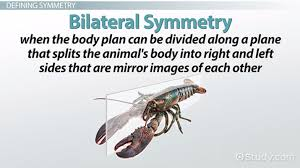 DEFINING SYMMETRY
Bilateral Symmetry
when the body plan can be divided along a plane
that splits the animal's body into right and left
sides that are mirror images of each other
Study.com